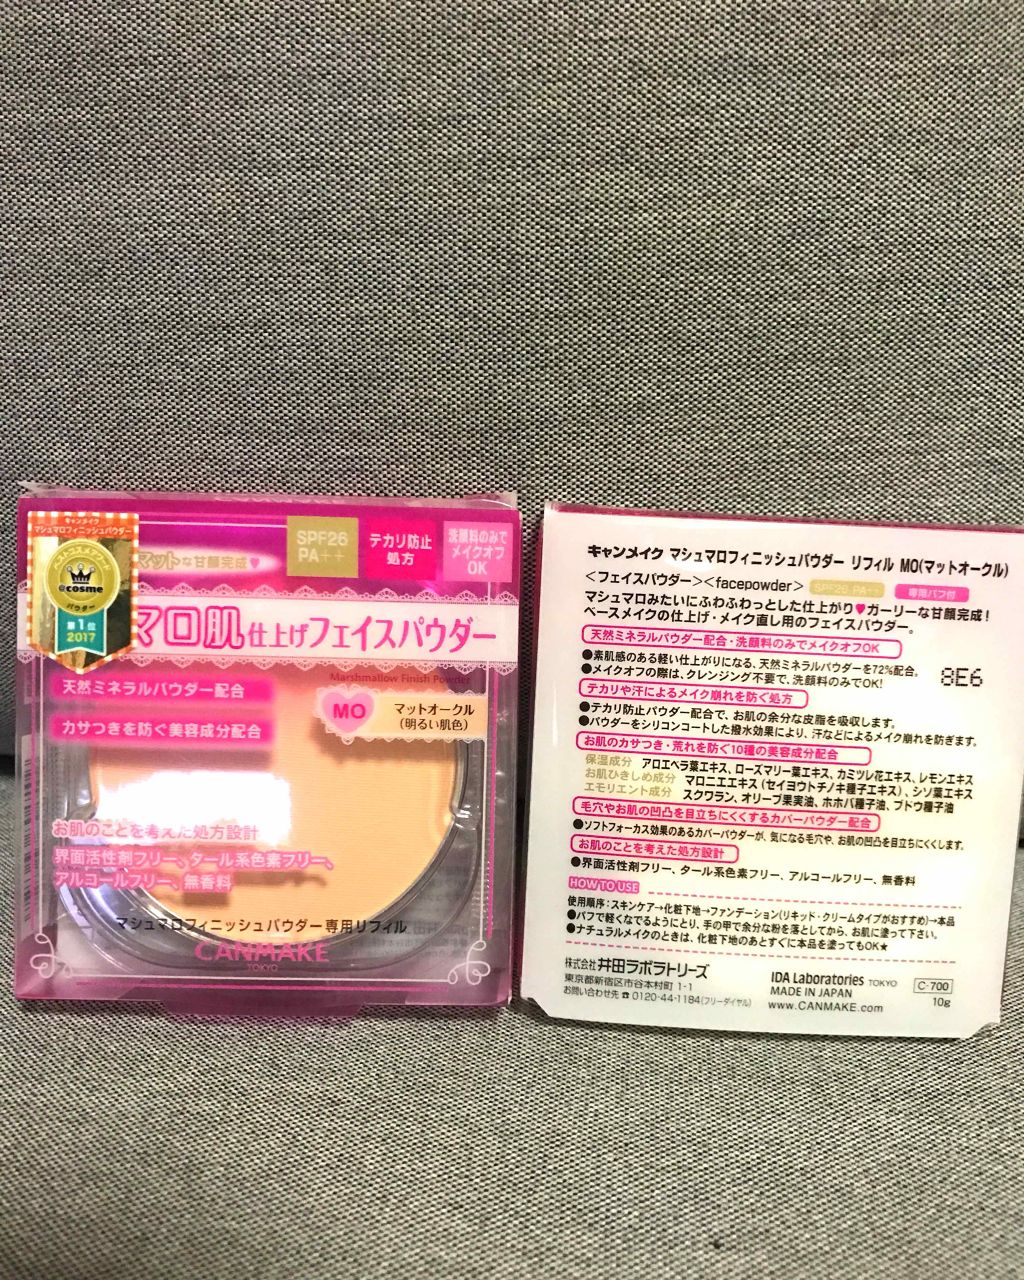 キャンメイク
マシュマロフィニッシュパウダー
ベストコスメアワード
@cosme
パウダー
第1位
2017
マットな甘顔完成♥
SPF26
PA++
テカリ防止
処方
洗顔料のみで
メイクオフ
OK
マロ肌仕上げフェイスパウダー
Marshmallow Finish Powder
天然ミネラルパウダー配合
カサつきを防ぐ美容成分配合
MO
マットオークル
(明るい肌色)
お肌のことを考えた処方設計
界面活性剤フリー、タール系色素フリー、
アルコールフリー、無香料
マシュマロフィニッシュパウダー専用リフィル
CANMAKE
TOKYO
キャンメイク マシュマロフィニッシュパウダー リフィル MO(マットオークル)
<フェイスパウダー><facepowder> SPF26 PA++ 専用パフ付
マシュマロみたいにふわふわっとした仕上がり♥ガーリーな甘顔完成!
ベースメイクの仕上げ・メイク直し用のフェイスパウダー。
天然ミネラルパウダー配合・洗顔料のみでメイクオフOK
●素肌感のある軽い仕上がりになる、天然ミネラルパウダーを72%配合。
●メイクオフの際は、クレンジング不要で、洗顔料のみでOK!
8E6
テカリや汗によるメイク崩れを防ぐ処方
●テカリ防止パウダー配合で、お肌の余分な皮脂を吸収します。
●パウダーをシリコンコートした撥水効果により、汗などによるメイク崩れを防ぎます。
お肌のカサつき・荒れを防ぐ10種の美容成分配合
保湿成分 アロエベラ葉エキス、ローズマリー葉エキス、カミツレ花エキス、レモンエキス
お肌ひきしめ成分 マロニエエキス(セイヨウトチノキ種子エキス)、シソ葉エキス
エモリエント成分 スクワラン、オリーブ果実油、ホホバ種子油、ブドウ種子油
毛穴やお肌の凹凸を目立ちにくくするカバーパウダー配合
●ソフトフォーカス効果のあるカバーパウダーが、気になる毛穴や、お肌の凹凸を目立ちにくくします。
お肌のことを考えた処方設計
●界面活性剤フリー、タール系色素フリー、アルコールフリー、無香料
HOW TO USE
使用順序:スキンケア→化粧下地→ファンデーション(リキッド・クリームタイプがおすすめ)→本品
●パフで軽くなでるようにとり、手の甲で余分な粉を落としてから、お肌に塗って下さい。
●ナチュラルメイクのときは、化粧下地のあとすぐに本品を塗ってもOK★
株式会社 井田ラボラトリーズ
東京都新宿区市谷本村町 1-1
お問い合わせ先 ☎ 0120-44-1184(フリーダイヤル)
IDA Laboratories TOKYO
MADE IN JAPAN
www.CANMAKE.com
C-700
10g